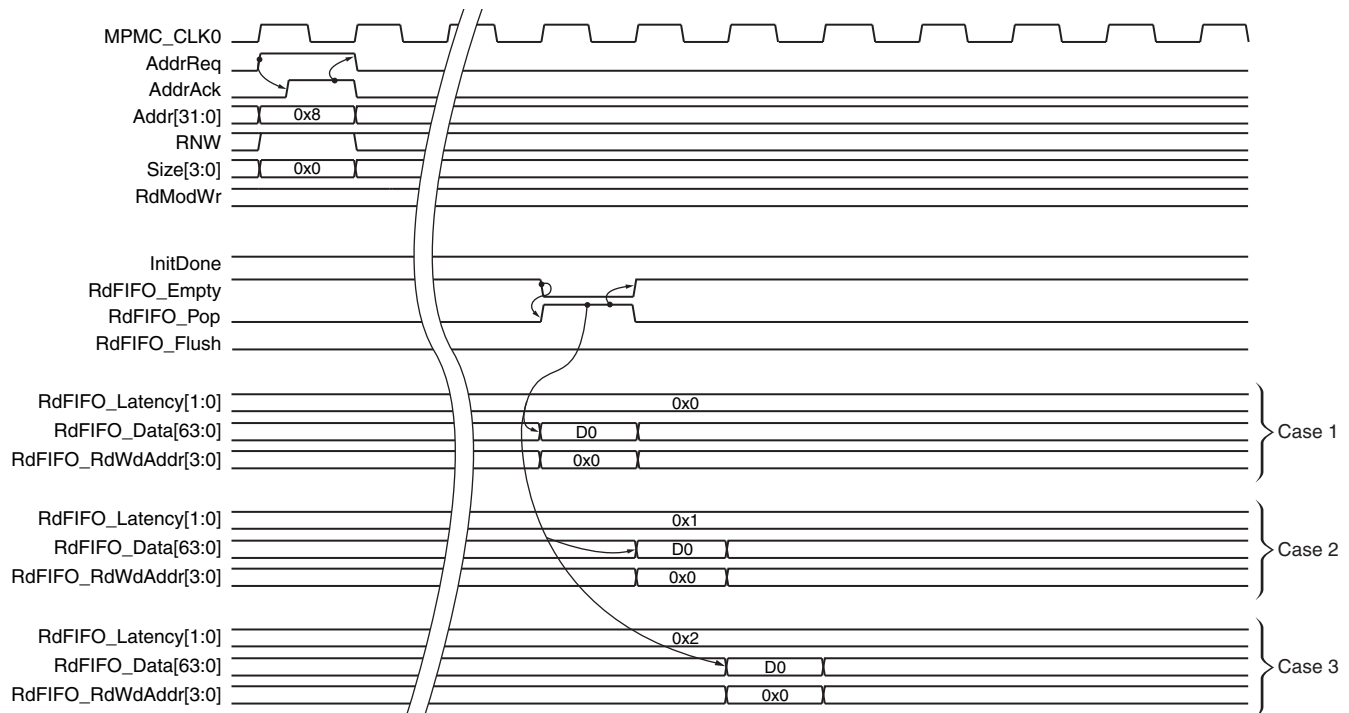 MPMC_CLK0
AddrReq
AddrAck
Addr[31:0] 0x8
RNW
Size[3:0] 0x0
RdModWr
InitDone
RdFIFO_Empty
RdFIFO_Pop
RdFIFO_Flush
RdFIFO_Latency[1:0] 0x0
RdFIFO_Data[63:0] D0 Case 1
RdFIFO_RdWdAddr[3:0] 0x0
RdFIFO_Latency[1:0] 0x1
RdFIFO_Data[63:0] D0 Case 2
RdFIFO_RdWdAddr[3:0] 0x0
RdFIFO_Latency[1:0] 0x2
RdFIFO_Data[63:0] D0 Case 3
RdFIFO_RdWdAddr[3:0] 0x0